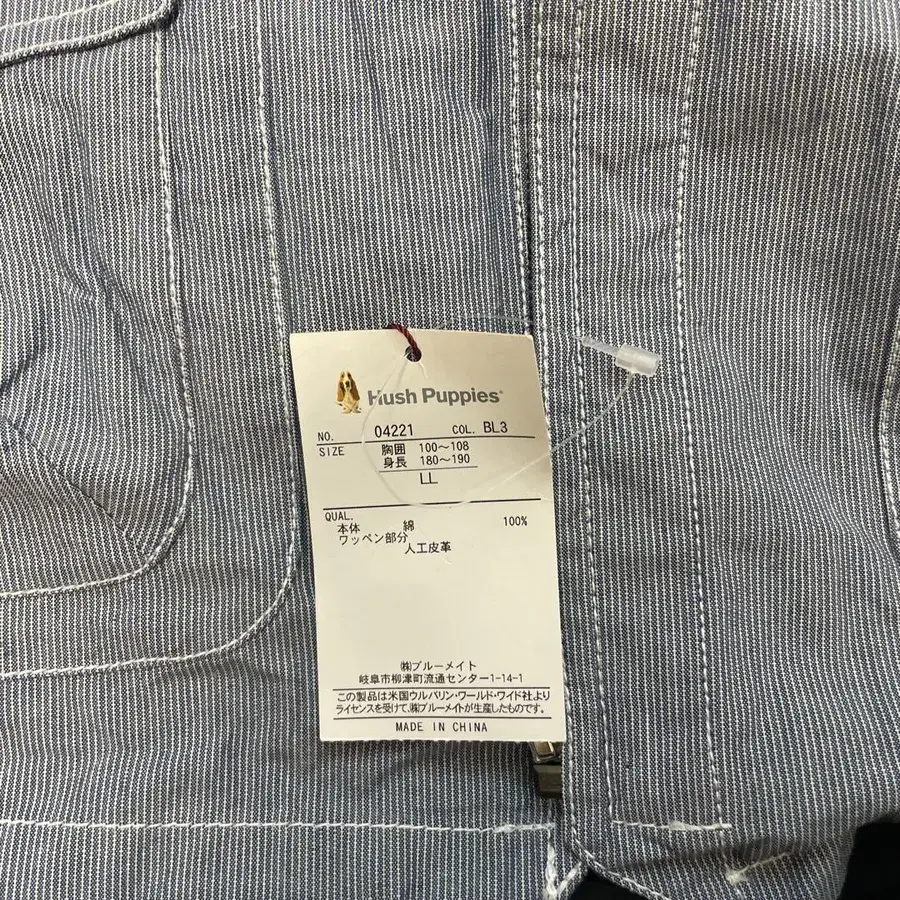 Hush Puppies®
NO. 04221 COL. BL3
SIZE 胸囲 100～108
身長 180～190
LL
QUAL.
本体 綿 100%
ワッペン部分
人工皮革
㈱ブルーメイト
岐阜市柳津町流通センター1-14-1
この製品は米国ウルバリン・ワールド・ワイド社より
ライセンスを受けて、㈱ブルーメイトが生産したものです。
MADE IN CHINA